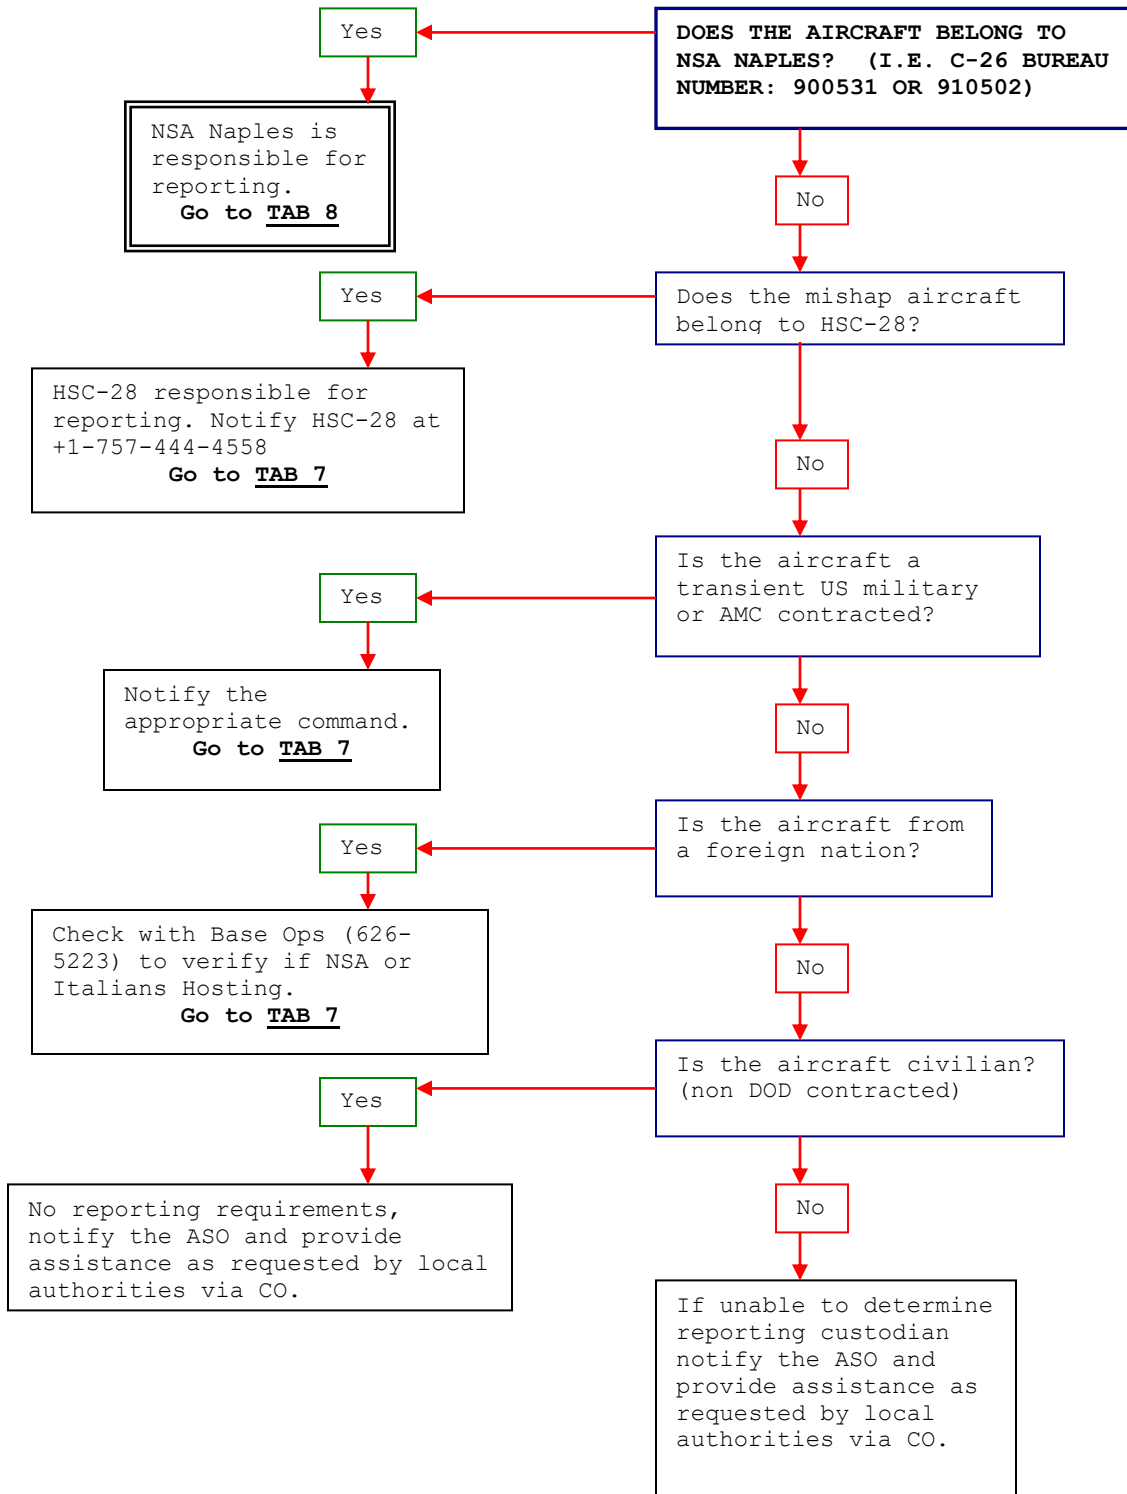 Yes
DOES THE AIRCRAFT BELONG TO
NSA NAPLES? (I.E. C-26 BUREAU
NUMBER: 900531 OR 910502)
NSA Naples is
responsible for
reporting.
Go to TAB 8
No
Yes
Does the mishap aircraft
belong to HSC-28?
HSC-28 responsible for
reporting. Notify HSC-28 at
+1-757-444-4558
Go to TAB 7
No
Yes
Is the aircraft a
transient US military
or AMC contracted?
Notify the
appropriate command.
Go to TAB 7
No
Yes
Is the aircraft from
a foreign nation?
Check with Base Ops (626-
5223) to verify if NSA or
Italians Hosting.
Go to TAB 7
No
Yes
Is the aircraft civilian?
(non DOD contracted)
No reporting requirements,
notify the ASO and provide
assistance as requested by local
authorities via CO.
No
If unable to determine
reporting custodian
notify the ASO and
provide assistance as
requested by local
authorities via CO.